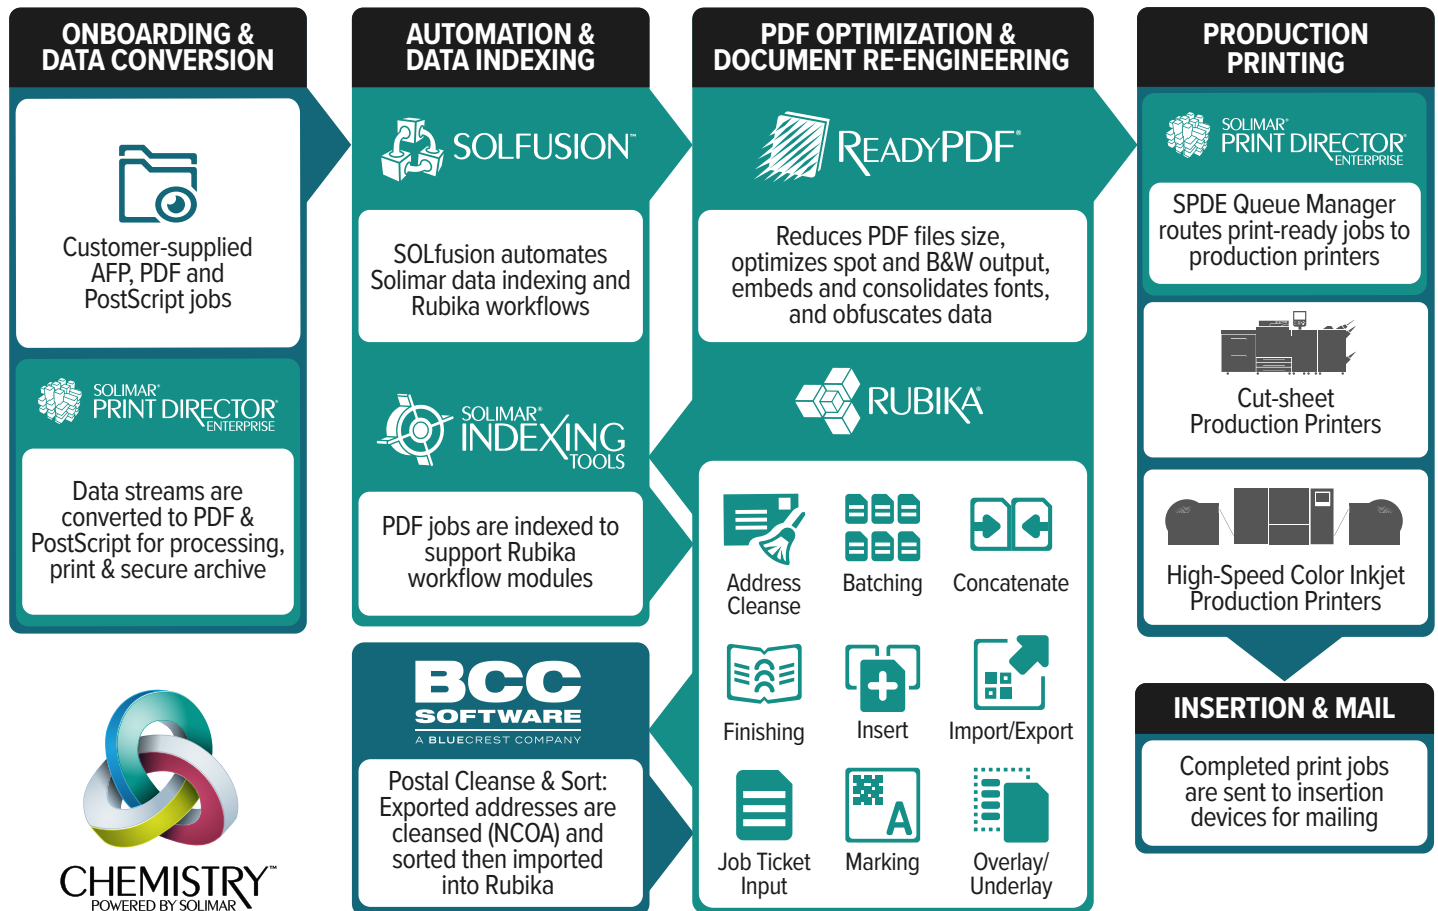 ONBOARDING &
DATA CONVERSION
Customer-supplied
AFP, PDF and
PostScript jobs
SOLIMAR®
PRINT DIRECTOR®
ENTERPRISE
Data streams are
converted to PDF &
PostScript for processing,
print & secure archive
CHEMISTRY™
POWERED BY SOLIMAR
AUTOMATION &
DATA INDEXING
SOLFUSION™
SOLfusion automates
Solimar data indexing and
Rubika workflows
SOLIMAR®
INDEXING
TOOLS
PDF jobs are indexed to
support Rubika
workflow modules
BCC
SOFTWARE
A BLUECREST COMPANY
Postal Cleanse & Sort:
Exported addresses are
cleansed (NCOA) and
sorted then imported
into Rubika
PDF OPTIMIZATION &
DOCUMENT RE-ENGINEERING
READYPDF®
Reduces PDF files size,
optimizes spot and B&W output,
embeds and consolidates fonts,
and obfuscates data
RUBIKA®
Address
Cleanse
Batching
Concatenate
Finishing
Insert
Import/Export
Job Ticket
Input
A
Marking
Overlay/
Underlay
PRODUCTION
PRINTING
SOLIMAR®
PRINT DIRECTOR®
ENTERPRISE
SPDE Queue Manager
routes print-ready jobs to
production printers
Cut-sheet
Production Printers
High-Speed Color Inkjet
Production Printers
INSERTION & MAIL
Completed print jobs
are sent to insertion
devices for mailing